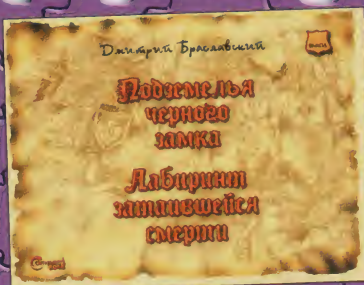 Дмитрий Браславский
Подземелья
черного
замка
Лабиринт
затаившейся
смерти